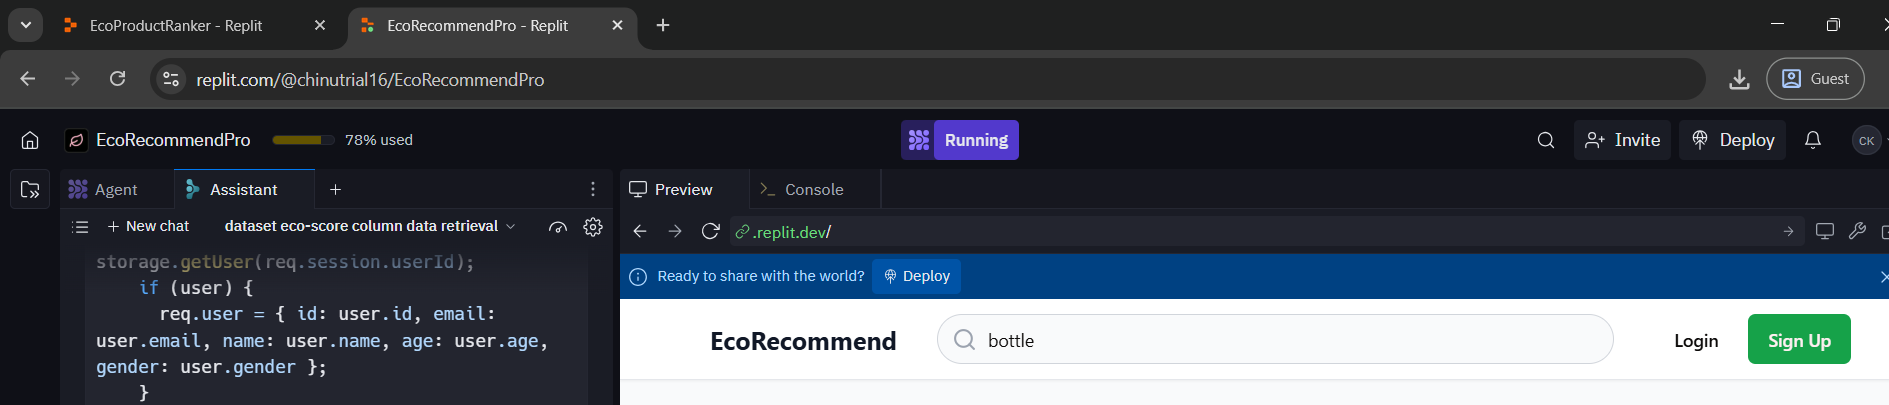 EcoProductRanker - Replit
EcoRecommendPro - Replit
replit.com/@chinutrial16/EcoRecommendPro
Guest
EcoRecommendPro
78% used
Running
Invite
Deploy
CK
Agent
Assistant
Preview
Console
New chat
dataset eco-score column data retrieval
.replit.dev/
storage.getUser(req.session.userId);
if (user) {
req.user = { id: user.id, email:
user.email, name: user.name, age: user.age,
gender: user.gender };
}
Ready to share with the world?
Deploy
EcoRecommend
bottle
Login
Sign Up